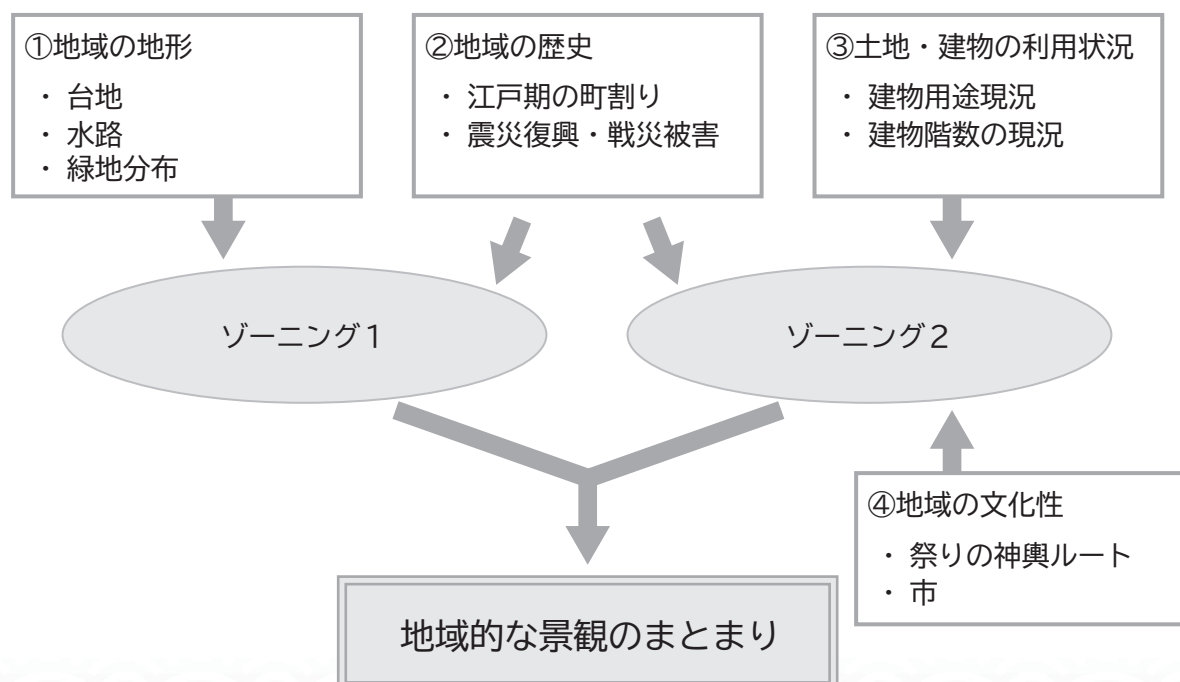 ①地域の地形
・ 台地
・ 水路
・ 緑地分布
②地域の歴史
・ 江戸期の町割り
・ 震災復興・戦災被害
③土地・建物の利用状況
・ 建物用途現況
・ 建物階数の現況
ゾーニング1
ゾーニング2
④地域の文化性
・ 祭りの神輿ルート
・ 市
地域的な景観のまとまり